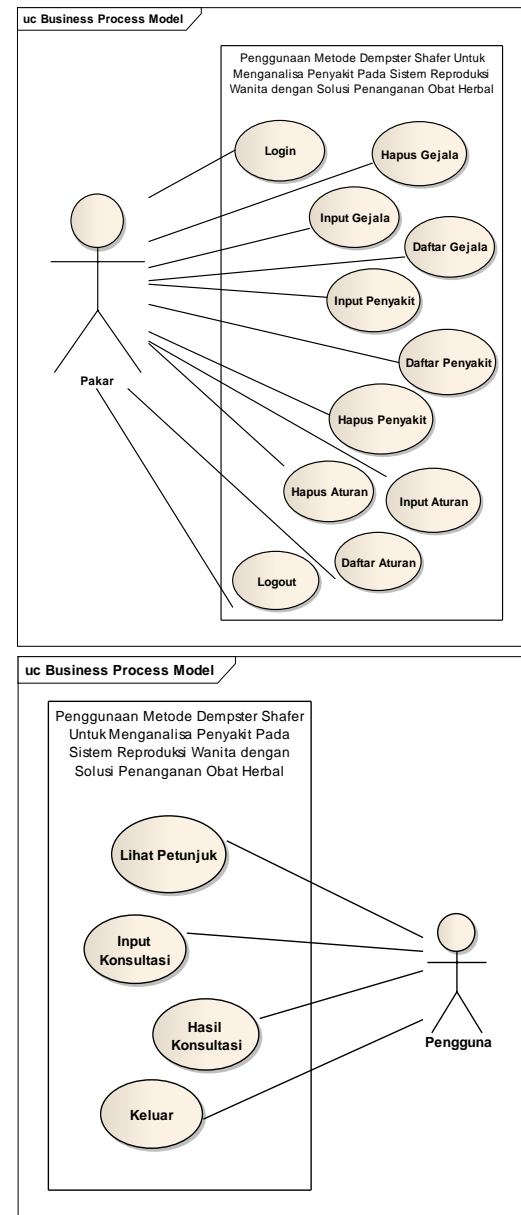 uc Business Process Model
Penggunaan Metode Dempster Shafer Untuk
Menganalisa Penyakit Pada Sistem Reproduksi
Wanita dengan Solusi Penanganan Obat Herbal
Login
Hapus Gejala
Input Gejala
Daftar Gejala
Input Penyakit
Daftar Penyakit
Pakar
Hapus Penyakit
Hapus Aturan
Input Aturan
Daftar Aturan
Logout
uc Business Process Model
Penggunaan Metode Dempster Shafer
Untuk Menganalisa Penyakit Pada
Sistem Reproduksi Wanita dengan
Solusi Penanganan Obat Herbal
Lihat Petunjuk
Input
Konsultasi
Hasil
Konsultasi
Pengguna
Keluar